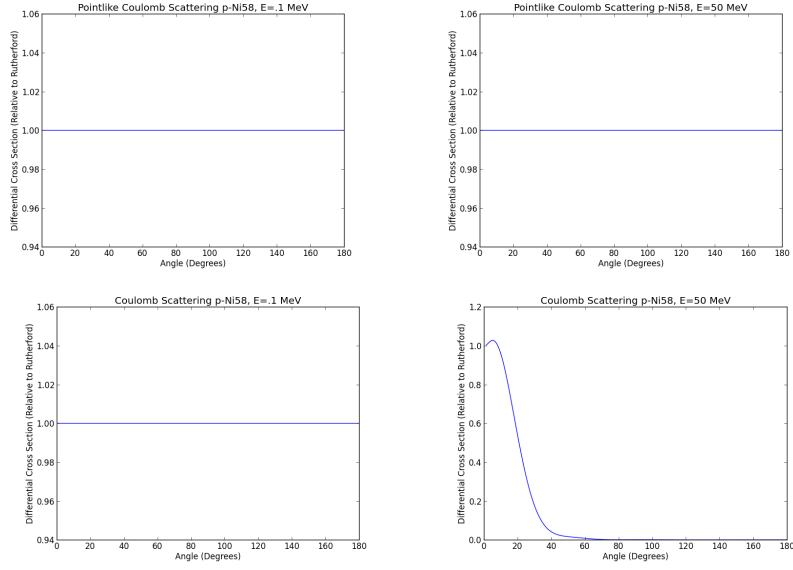 Pointlike Coulomb Scattering p-Ni58, E=.1 MeV
Differential Cross Section (Relative to Rutherford)
1.06
1.04
1.02
1.00
0.98
0.96
0.94
0 20 40 60 80 100 120 140 160 180
Angle (Degrees)
Pointlike Coulomb Scattering p-Ni58, E=50 MeV
Differential Cross Section (Relative to Rutherford)
1.06
1.04
1.02
1.00
0.98
0.96
0.94
0 20 40 60 80 100 120 140 160 180
Angle (Degrees)
Coulomb Scattering p-Ni58, E=.1 MeV
Differential Cross Section (Relative to Rutherford)
1.06
1.04
1.02
1.00
0.98
0.96
0.94
0 20 40 60 80 100 120 140 160 180
Angle (Degrees)
Coulomb Scattering p-Ni58, E=50 MeV
Differential Cross Section (Relative to Rutherford)
1.2
1.0
0.8
0.6
0.4
0.2
0.0
0 20 40 60 80 100 120 140 160 180
Angle (Degrees)